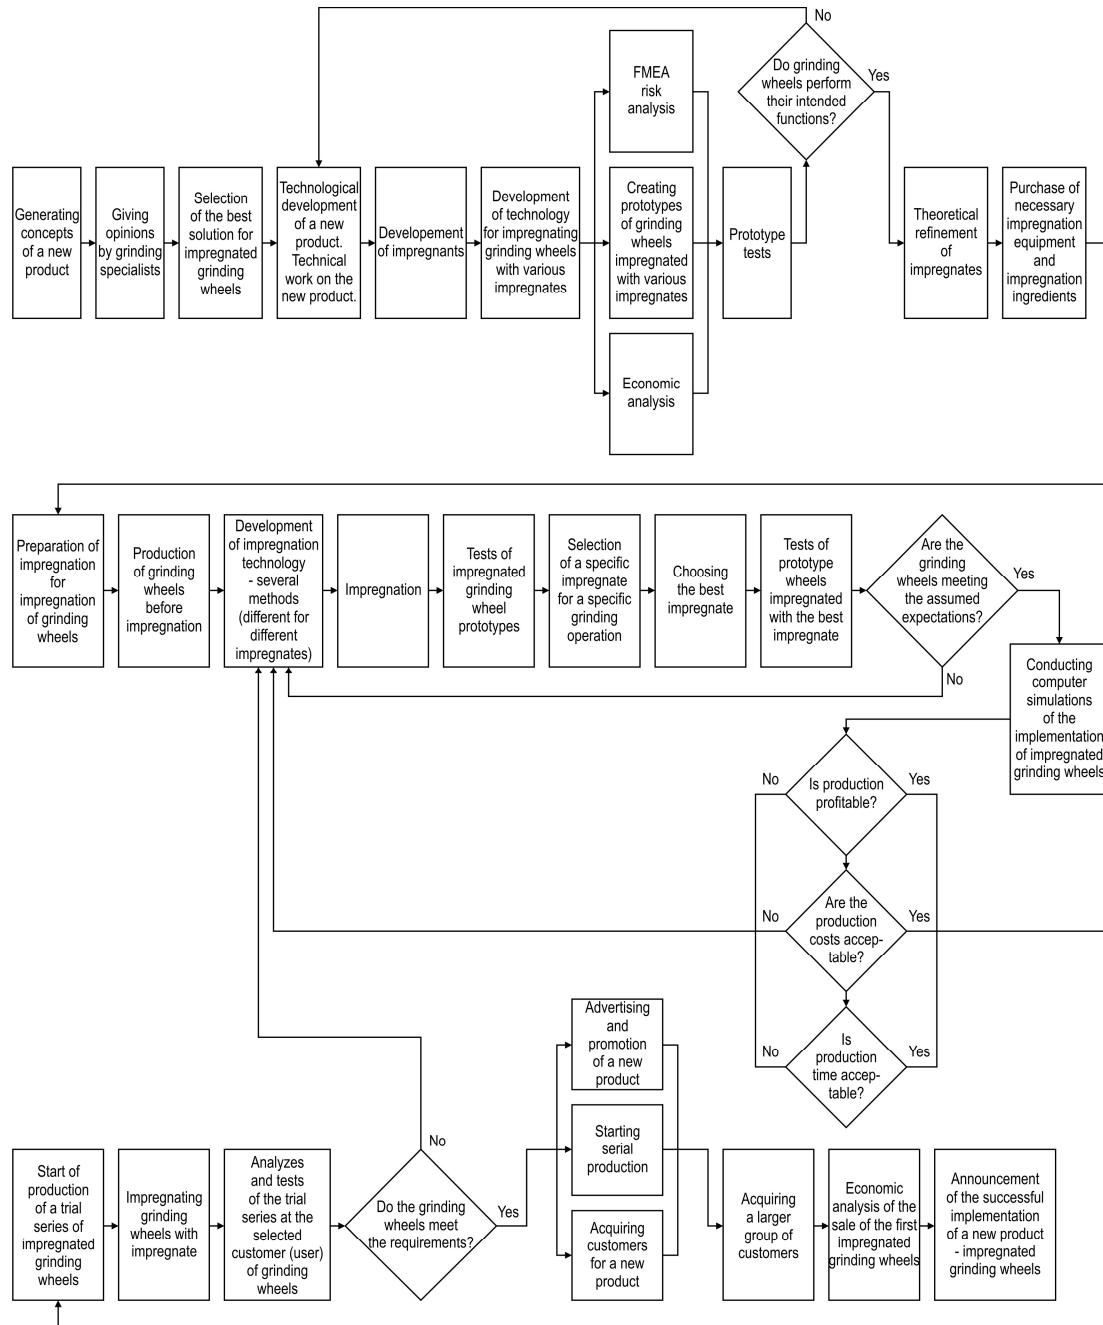 No
Do grinding
wheels perform
their intended
functions?
Yes
FMEA
risk
analysis
Generating
concepts
of a new
product
Giving
opinions
by grinding
specialists
Selection
of the best
solution for
impregnated
grinding
wheels
Technological
development
of a new
product.
Technical
work on the
new product.
Developement
of impregnants
Development
of technology
for impregnating
grinding wheels
with various
impregnates
Creating
prototypes
of grinding
wheels
impregnated
with various
impregnates
Prototype
tests
Theoretical
refinement
of
impregnates
Purchase of
necessary
impregnation
equipment
and
impregnation
ingredients
Economic
analysis
Preparation of
impregnation
for
impregnation
of grinding
wheels
Production
of grinding
wheels
before
impregnation
Development
of impregnation
technology
- several
methods
(different for
different
impregnates)
Impregnation
Tests of
impregnated
grinding
wheel
prototypes
Selection
of a specific
impregnate
for a specific
grinding
operation
Choosing
the best
impregnate
Tests of
prototype
wheels
impregnated
with the best
impregnate
Are the
grinding
wheels meeting
the assumed
expectations?
Yes
No
Conducting
computer
simulations
of the
implementation
of impregnated
grinding wheels
No
Is production
profitable?
Yes
No
Are the
production
costs accep-
table?
Yes
No
Is
production
time accep-
table?
Yes
Advertising
and
promotion
of a new
product
Start of
production
of a trial
series of
impregnated
grinding
wheels
Impregnating
grinding
wheels with
impregnate
Analyzes
and tests
of the trial
series at the
selected
customer (user)
of grinding
wheels
No
Do the grinding
wheels meet
the requirements?
Yes
Starting
serial
production
Acquiring
customers
for a new
product
Acquiring
a larger
group of
customers
Economic
analysis of the
sale of the first
impregnated
grinding wheels
Announcement
of the successful
implementation
of a new product
- impregnated
grinding wheels